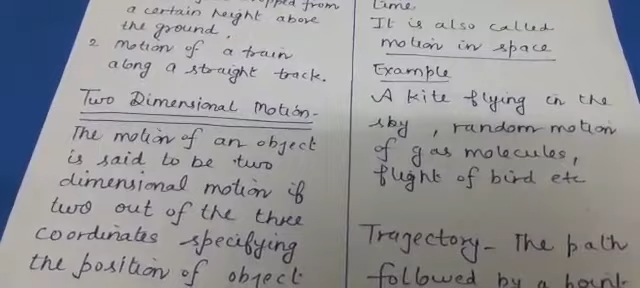 from
a certain height above
the ground.
2. motion of a train
along a straight track.
Two Dimensional Motion-
The motion of an object
is said to be two
dimensional motion if
two out of the three
coordinates specifying
the position of object
time.
It is also called
motion in space
Example
A kite flying in the
sky, random motion
of gas molecules,
flight of bird etc
Tragectory - The path
followed by a point